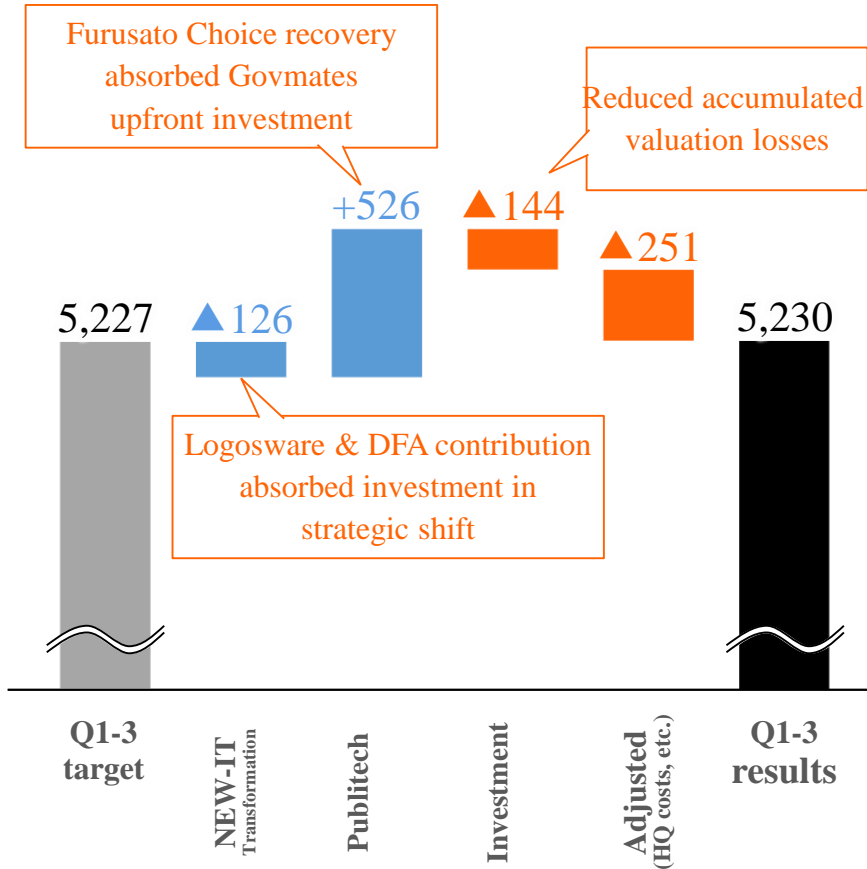 Furusato Choice recovery
absorbed Govmates
upfront investment
Reduced accumulated
valuation losses
+526
▲144
▲251
5,227
▲126
5,230
Logosware & DFA contribution
absorbed investment in
strategic shift
Q1-3
target
NEW-IT
Transformation
Publitech
Investment
Adjusted
(HQ costs, etc.)
Q1-3
results